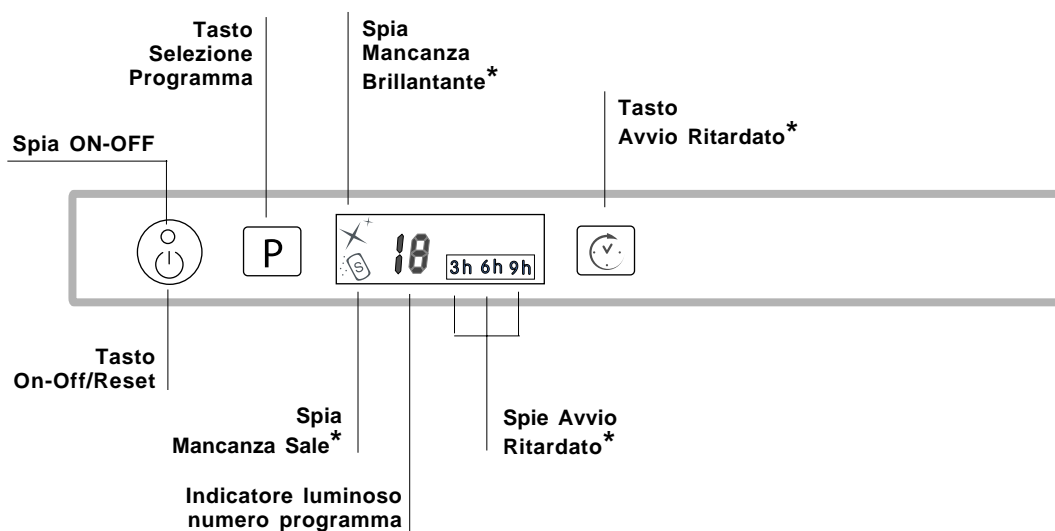 Tasto
Selezione
Programma
Spia
Mancanza
Brillantante*
Tasto
Avvio Ritardato*
Spia ON-OFF
P
S
18
3h 6h 9h
Tasto
On-Off/Reset
Spia
Mancanza Sale*
Spie Avvio
Ritardato*
Indicatore luminoso
numero programma